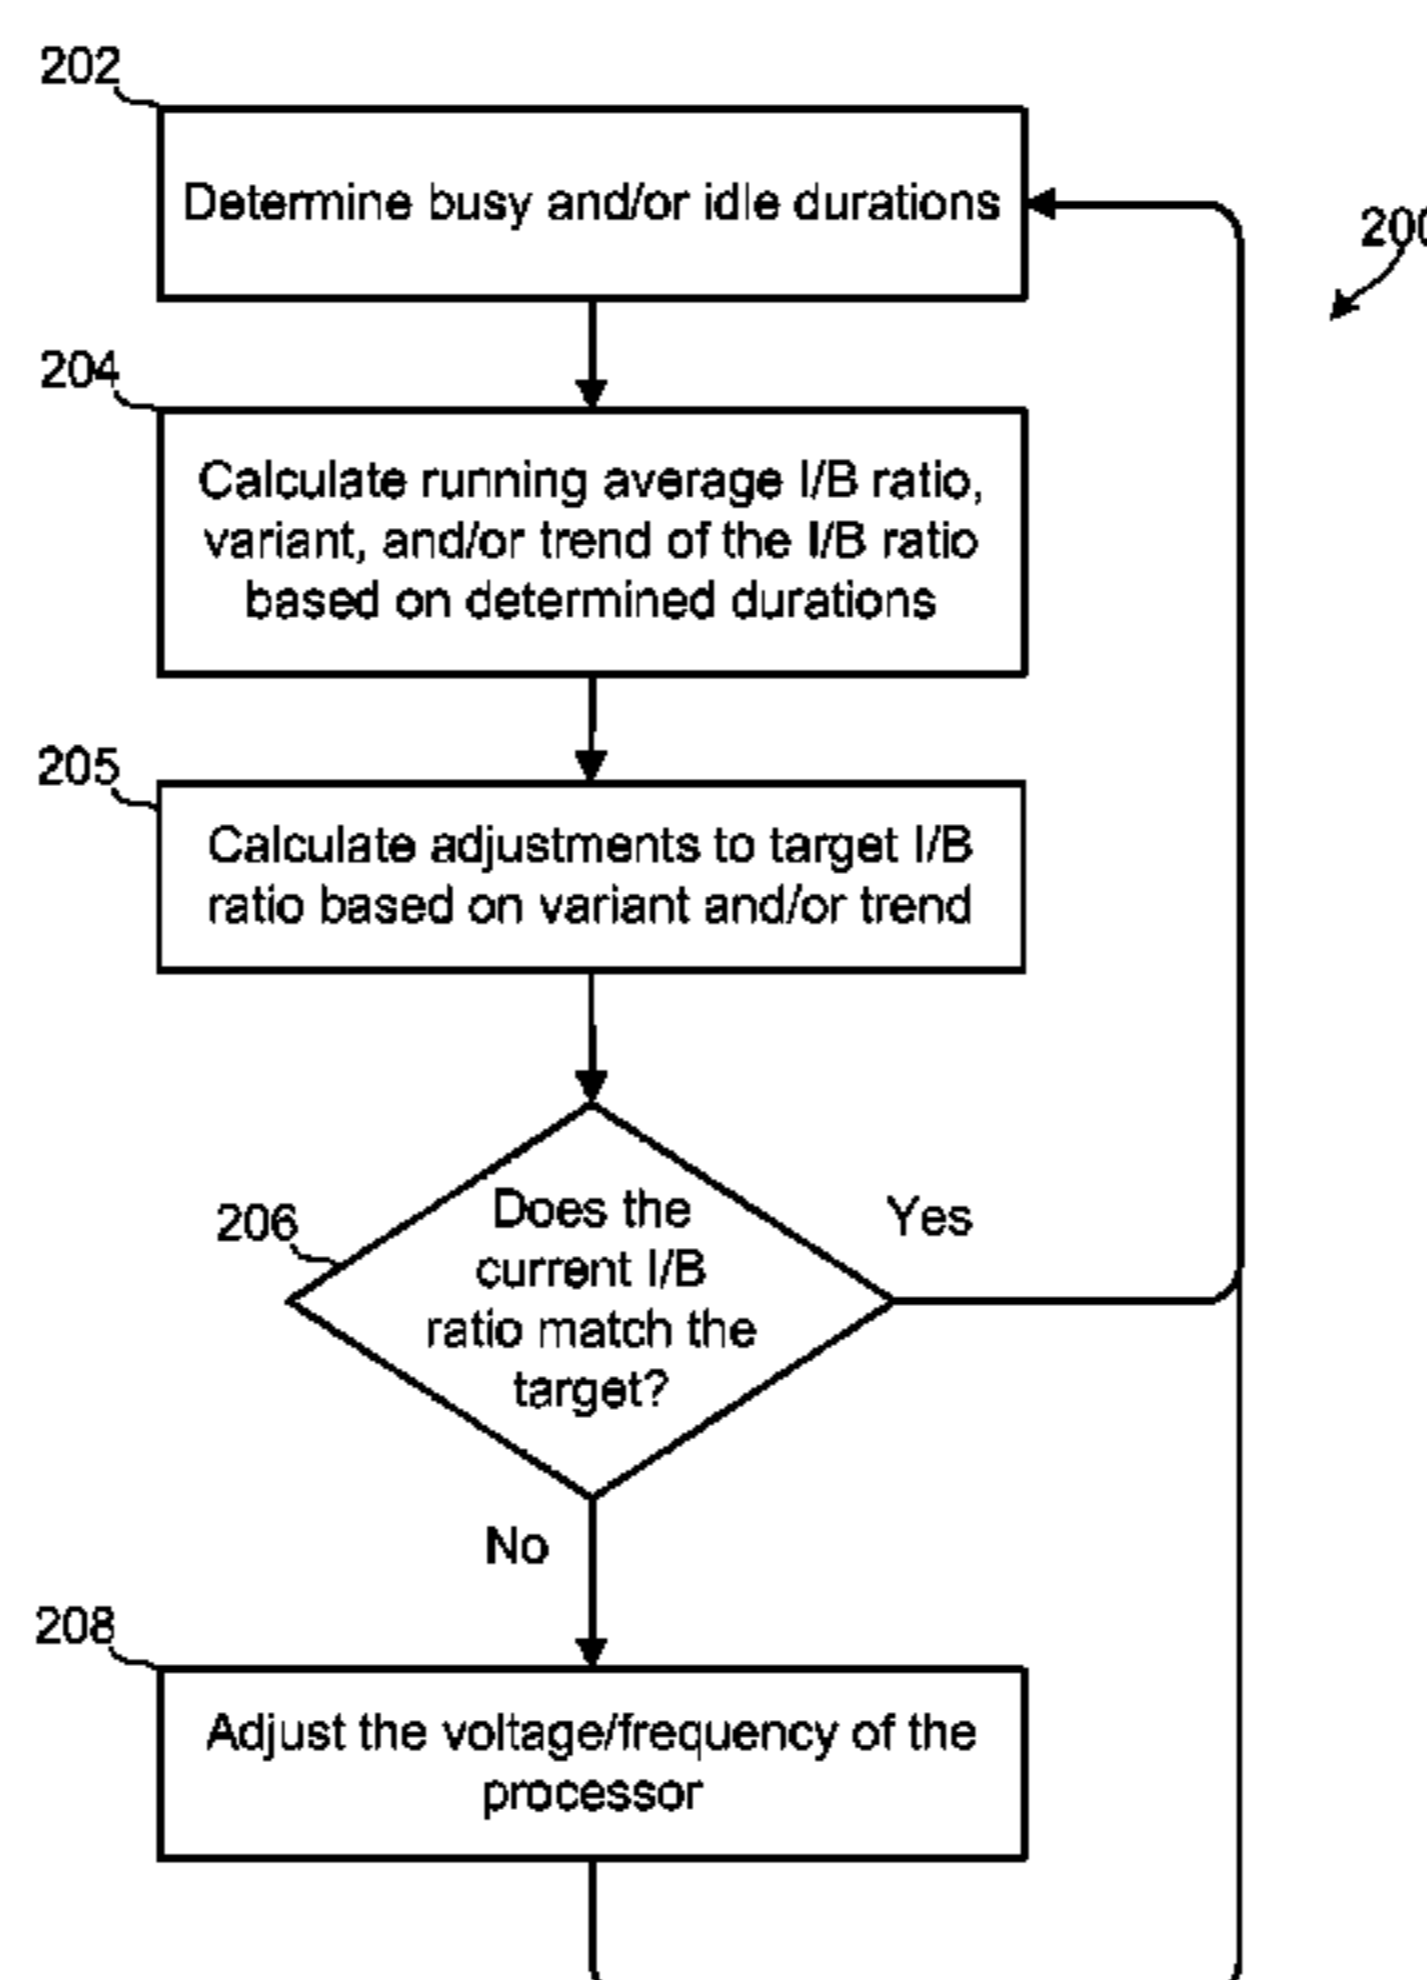 202
Determine busy and/or idle durations
200
204
Calculate running average I/B ratio,
variant, and/or trend of the I/B ratio
based on determined durations
205
Calculate adjustments to target I/B
ratio based on variant and/or trend
206
Does the
current I/B
ratio match the
target?
Yes
No
208
Adjust the voltage/frequency of the
processor